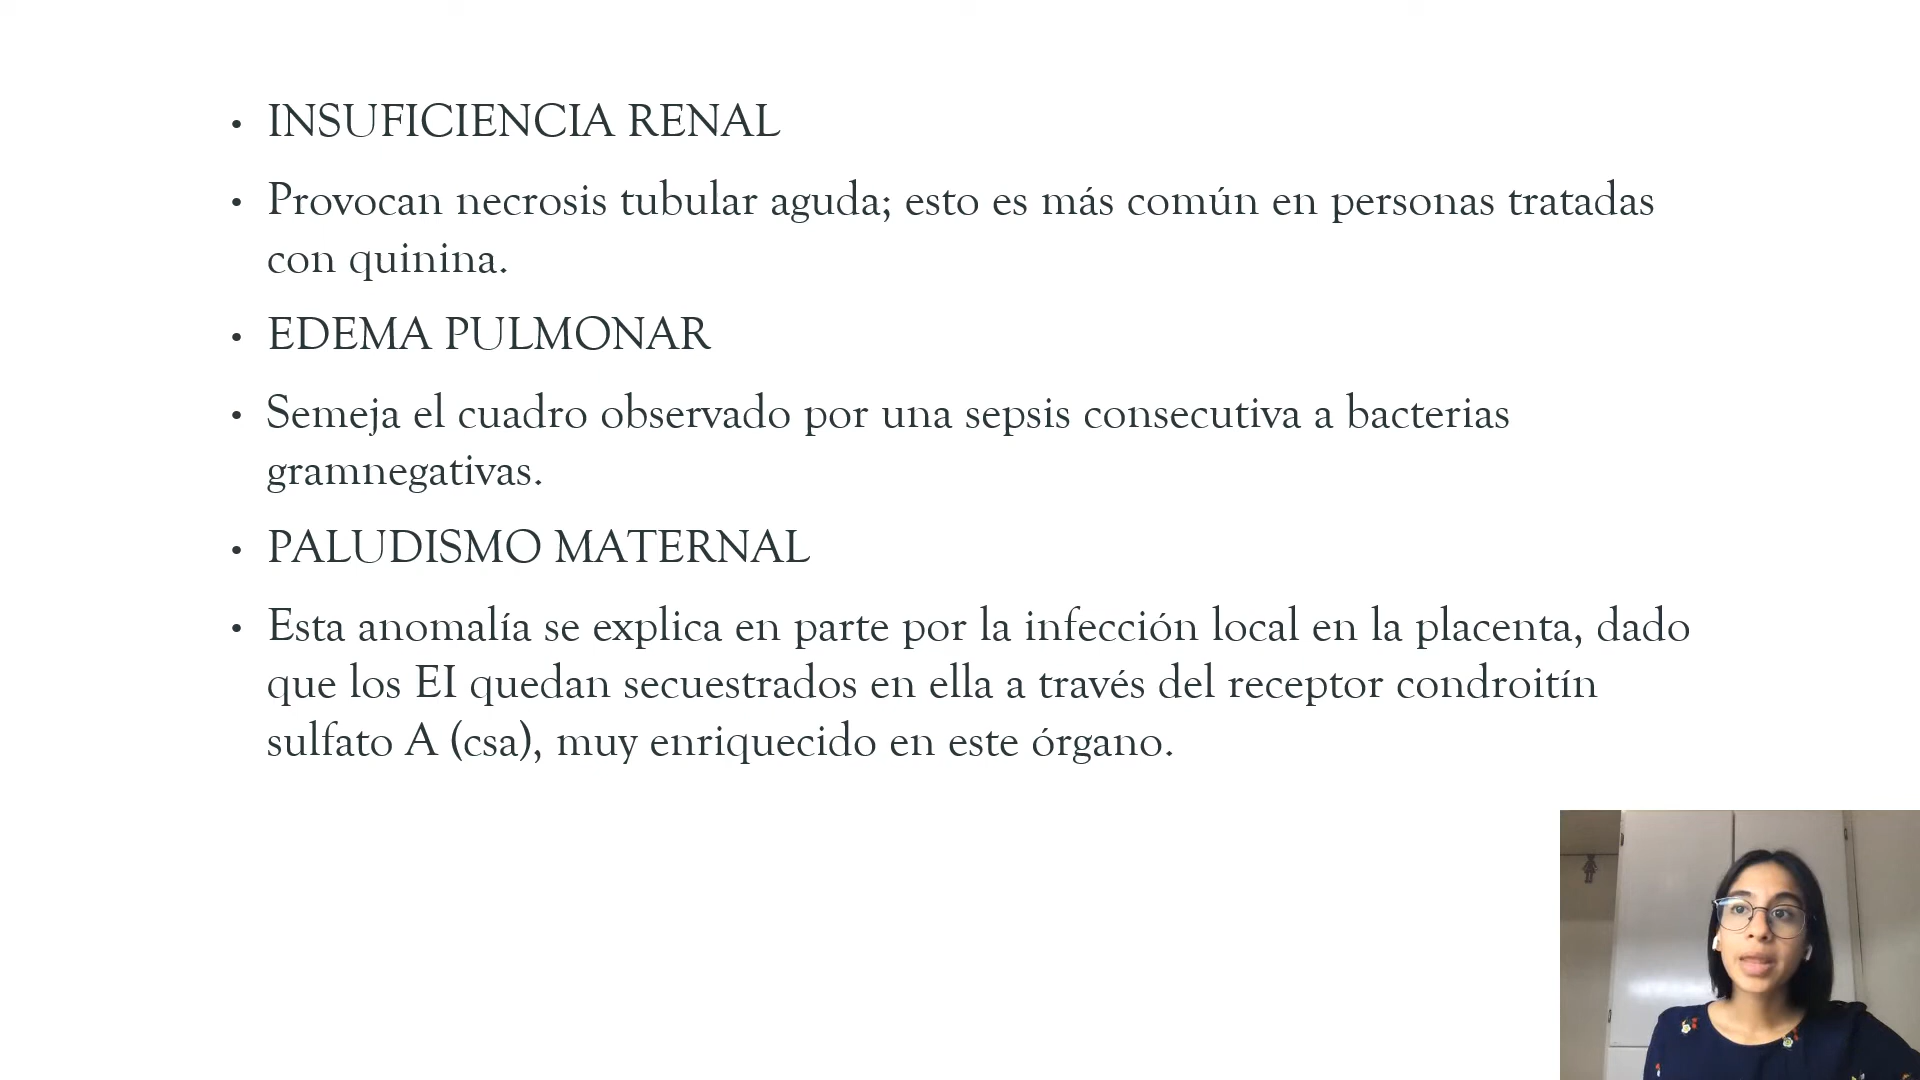 • INSUFICIENCIA RENAL
• Provocan necrosis tubular aguda; esto es más común en personas tratadas
con quinina.
• EDEMA PULMONAR
• Semeja el cuadro observado por una sepsis consecutiva a bacterias
gramnegativas.
• PALUDISMO MATERNAL
• Esta anomalía se explica en parte por la infección local en la placenta, dado
que los EI quedan secuestrados en ella a través del receptor condroitín
sulfato A (csa), muy enriquecido en este órgano.